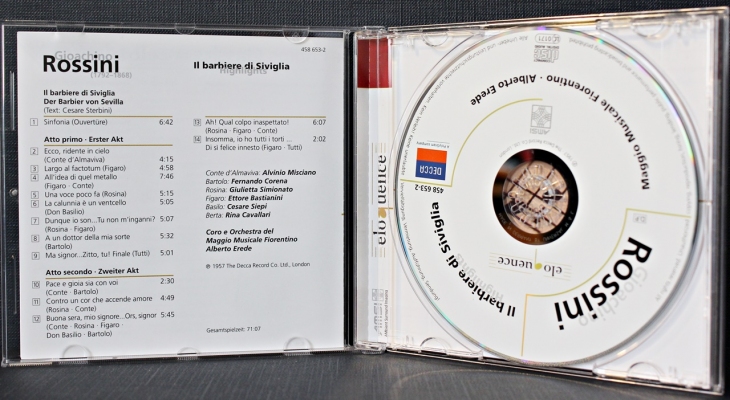 458 653-2
Gioachino
Rossini
(1792-1868)
Il barbiere di Siviglia
Highlights
Il barbiere di Siviglia
Der Barbier von Sevilla
(Text: Cesare Sterbini)
1 Sinfonia (Ouvertüre) 6:42
Atto primo · Erster Akt
2 Ecco, ridente in cielo
(Conte d'Almaviva) 4:15
3 Largo al factotum (Figaro) 4:58
4 All'idea di quel metallo 7:46
(Figaro · Conte)
5 Una voce poco fa (Rosina) 5:15
6 La calunnia è un venticello 5:05
(Don Basilio)
7 Dunque io son...Tu non m'inganni? 5:07
(Rosina · Figaro)
8 A un dottor della mia sorte 5:32
(Bartolo)
9 Ma signor...Zitto, tu! Finale (Tutti) 5:01
Atto secondo · Zweiter Akt
10 Pace e gioia sia con voi 2:30
(Conte · Bartolo)
11 Contro un cor che accende amore 4:49
(Rosina · Conte)
12 Buona sera, mio signore...Ors, signor 5:45
(Conte · Rosina · Figaro ·
Don Basilio · Bartolo)
13 Ah! Qual colpo inaspettato! 6:07
(Rosina · Figaro · Conte)
14 Insomma, io ho tutti i torti ... 2:02
Di sì felice innesto (Figaro · Tutti)
Conte d'Almaviva: Alvinio Misciano
Bartolo: Fernando Corena
Rosina: Giulietta Simionato
Figaro: Ettore Bastianini
Basilio: Cesare Siepi
Berta: Rina Cavallari
Coro e Orchestra del
Maggio Musicale Fiorentino
Alberto Erede
℗ 1957 The Decca Record Co. Ltd., London
Gesamtspielzeit: 71:07
eloquence
Gioachino
Rossini
Il barbiere di Siviglia
eloquence
Maggio Musicale Fiorentino · Alberto Erede
DECCA
458 653-2